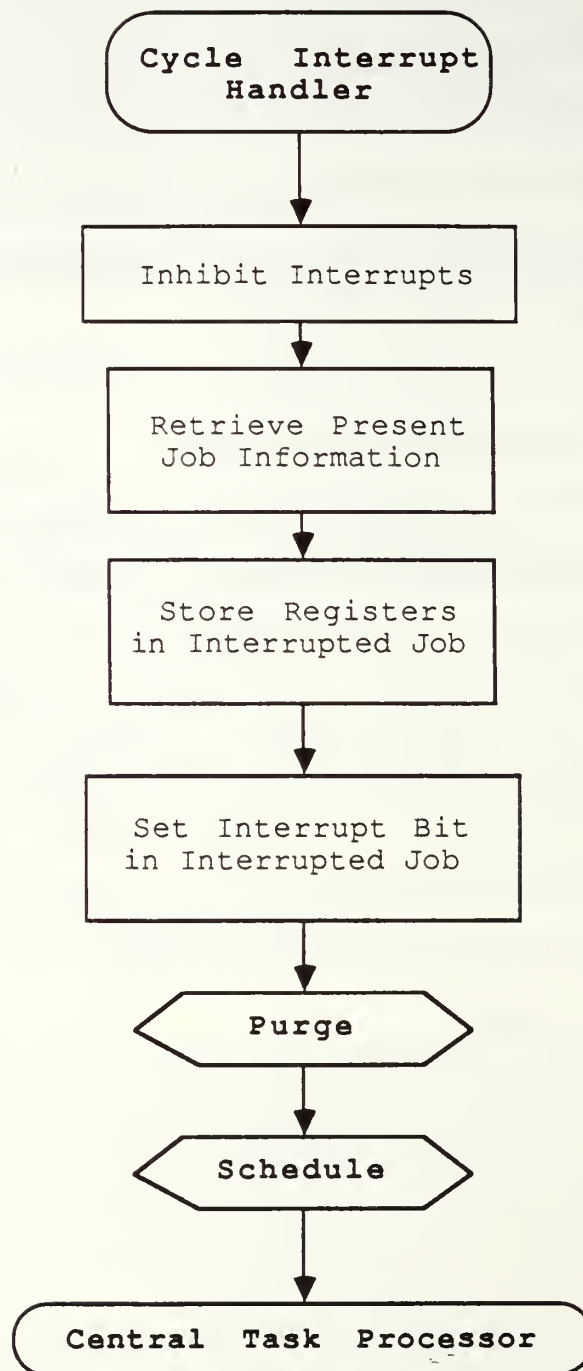 Cycle Interrupt
Handler
Inhibit Interrupts
Retrieve Present
Job Information
Store Registers
in Interrupted Job
Set Interrupt Bit
in Interrupted Job
Purge
Schedule
Central Task Processor